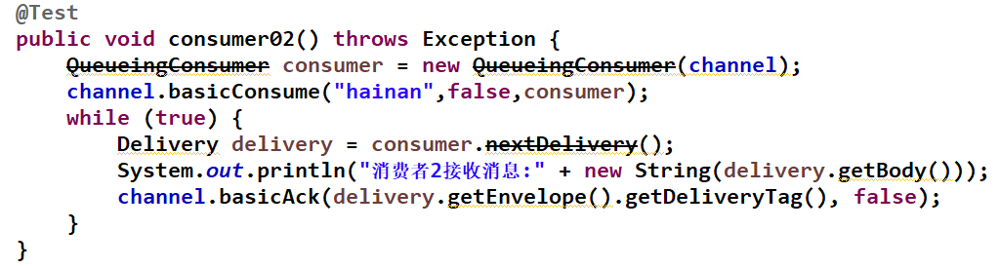 @Test
public void consumer02() throws Exception {
    QueueingConsumer consumer = new QueueingConsumer(channel);
    channel.basicConsume("hainan",false,consumer);
    while (true) {
        Delivery delivery = consumer.nextDelivery();
        System.out.println("消费者2接收消息:" + new String(delivery.getBody()));
        channel.basicAck(delivery.getEnvelope().getDeliveryTag(), false);
    }
}